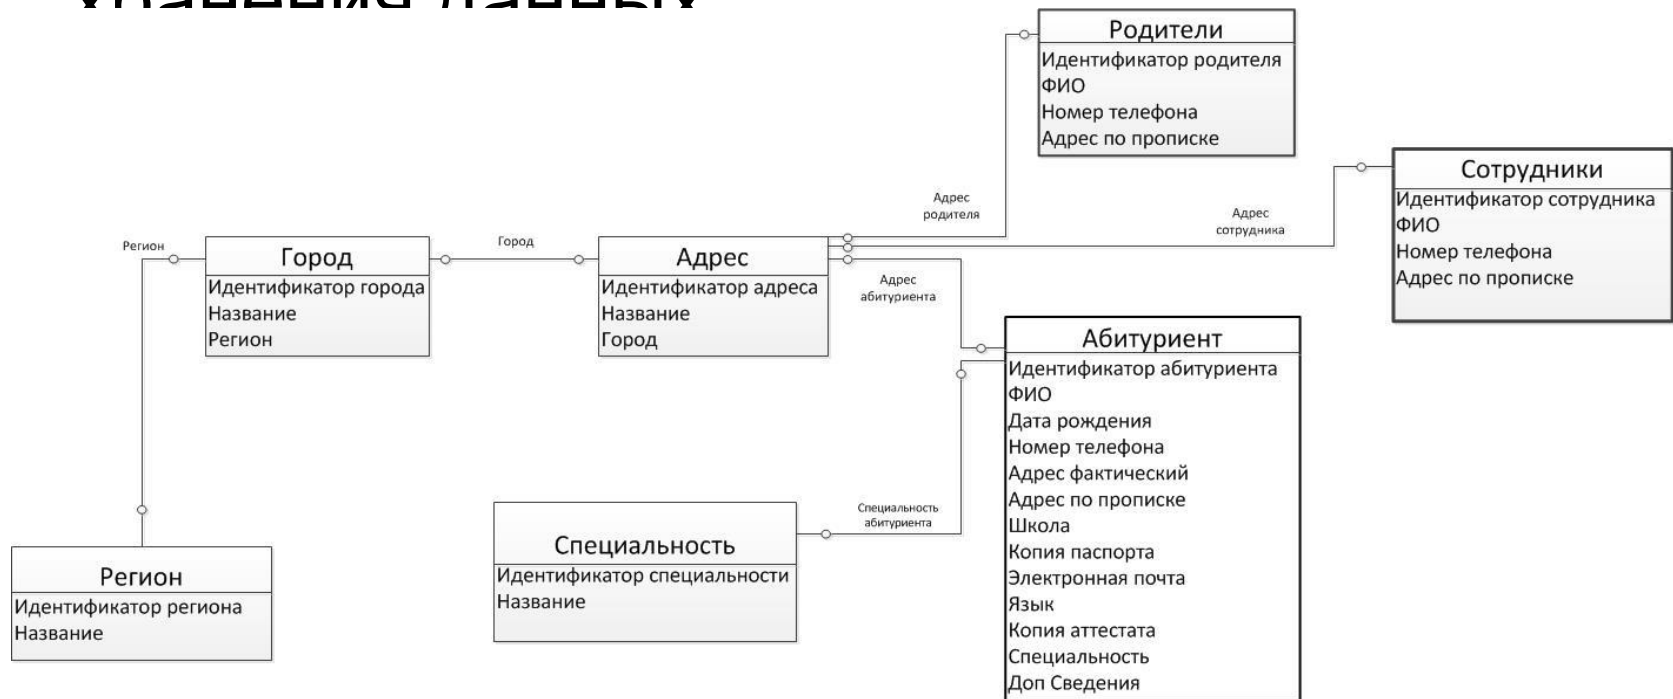 хранения данных
Родители
Идентификатор родителя
ФИО
Номер телефона
Адрес по прописке
Сотрудники
Идентификатор сотрудника
ФИО
Номер телефона
Адрес по прописке
Адрес
родителя
Адрес
сотрудника
Регион
Город
Город
Идентификатор города
Название
Регион
Адрес
Идентификатор адреса
Название
Город
Адрес
абитуриента
Абитуриент
Идентификатор абитуриента
ФИО
Дата рождения
Номер телефона
Адрес фактический
Адрес по прописке
Школа
Копия паспорта
Электронная почта
Язык
Копия аттестата
Специальность
Доп Сведения
Специальность
абитуриента
Специальность
Идентификатор специальности
Название
Регион
Идентификатор региона
Название